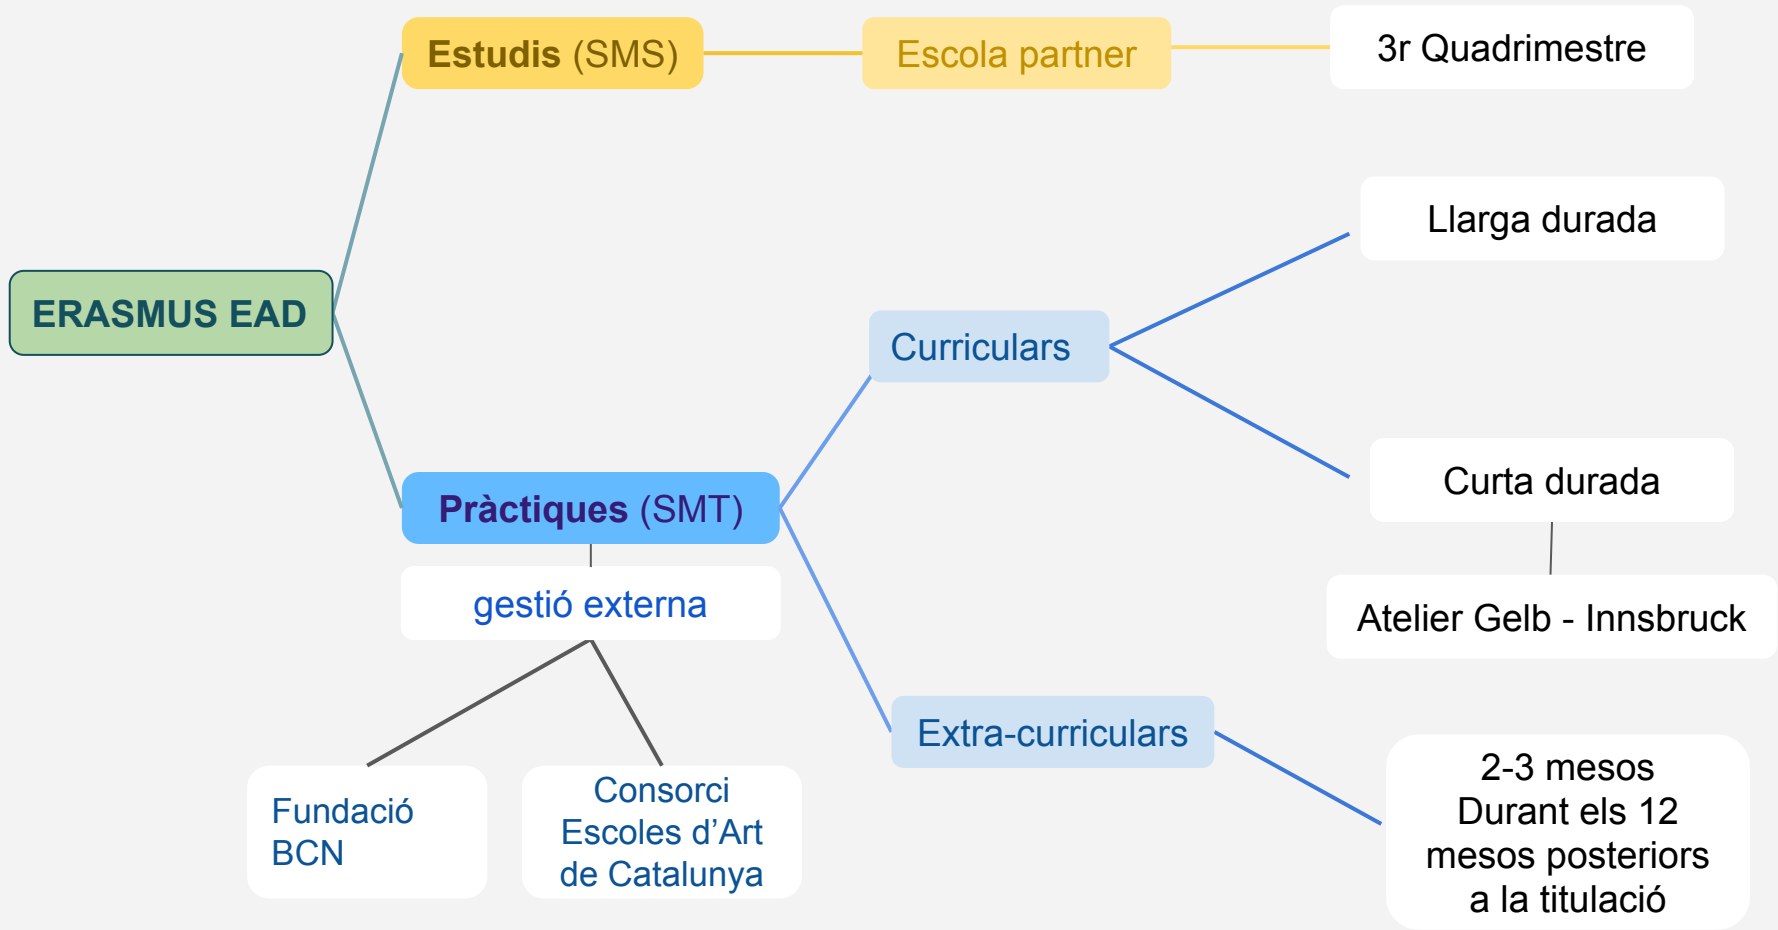 Estudis (SMS)
Escola partner
3r Quadrimestre
Llarga durada
ERASMUS EAD
Curriculars
Curta durada
Pràctiques (SMT)
gestió externa
Atelier Gelb - Innsbruck
Extra-curriculars
Fundació
BCN
Consorci
Escoles d’Art
de Catalunya
2-3 mesos
Durant els 12
mesos posteriors
a la titulació